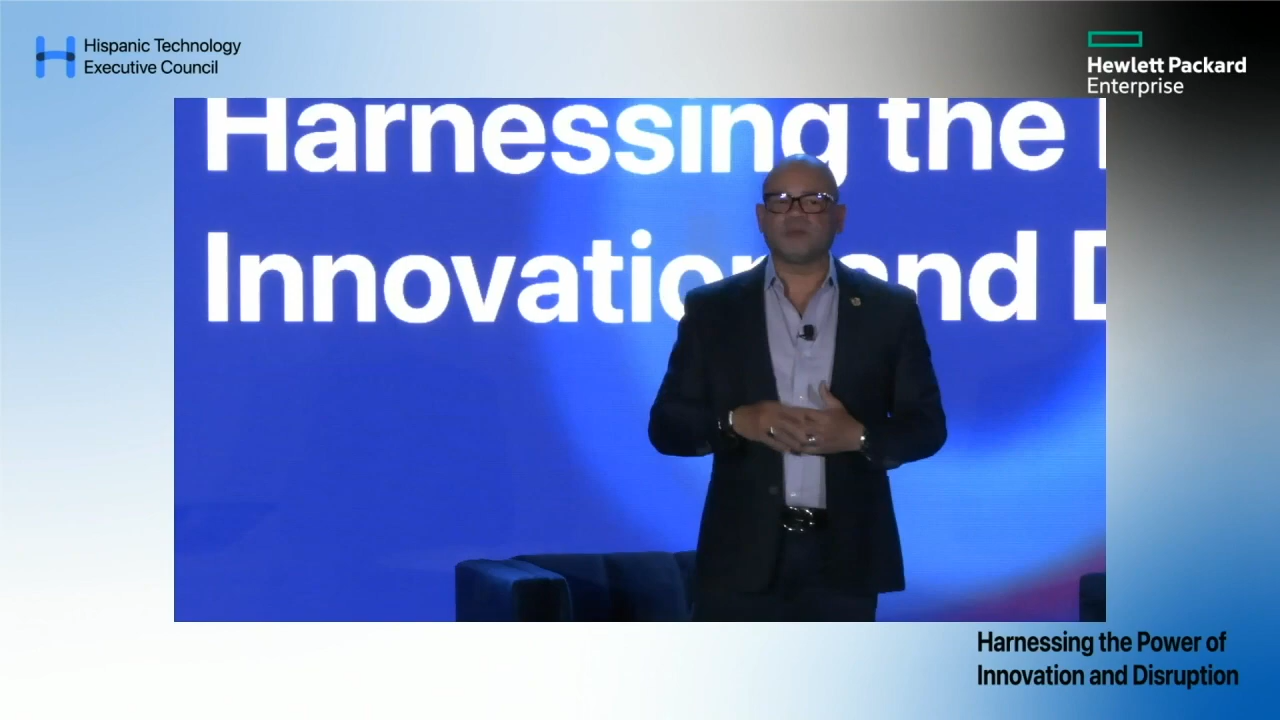 Hispanic Technology
Executive Council
Hewlett Packard
Enterprise
Harnessing the
Innovation and D
Harnessing the Power of
Innovation and Disruption